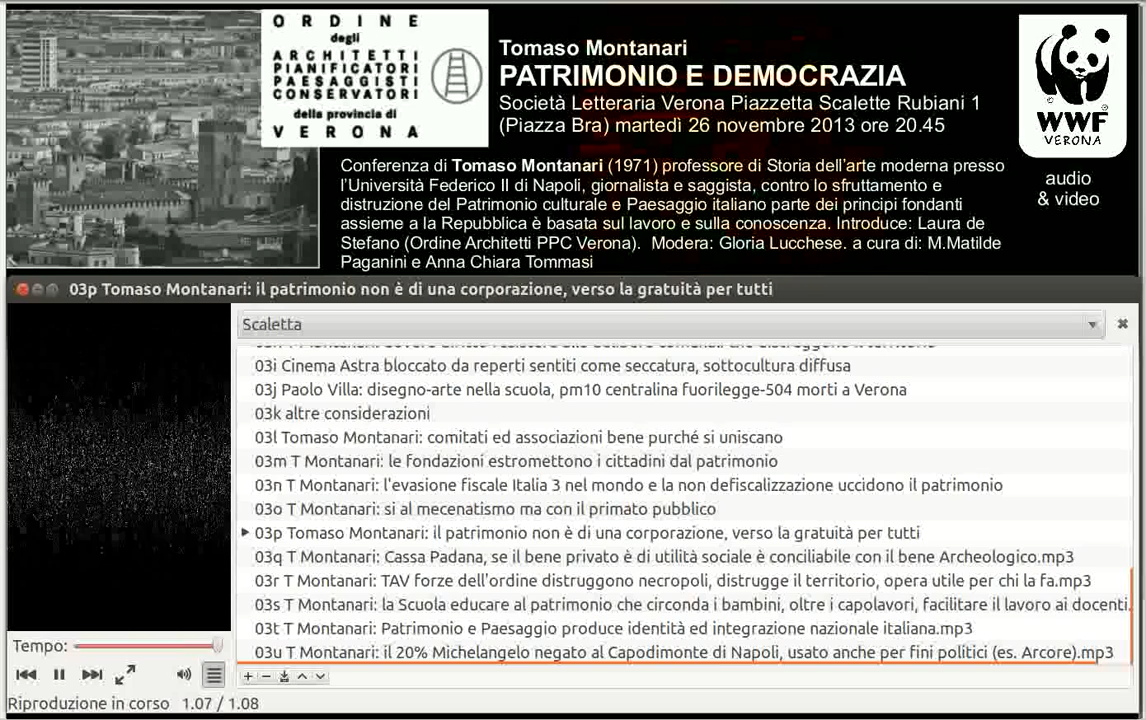 ORDINE
degli
ARCHITETTI
PIANIFICATORI
PAESAGGISTI
CONSERVATORI
della provincia di
VERONA
Tomaso Montanari
PATRIMONIO E DEMOCRAZIA
Società Letteraria Verona Piazzetta Scalette Rubiani 1
(Piazza Bra) martedì 26 novembre 2013 ore 20.45
WWF
VERONA
audio
& video
Conferenza di Tomaso Montanari (1971) professore di Storia dell'arte moderna presso
l'Università Federico II di Napoli, giornalista e saggista, contro lo sfruttamento e
distruzione del Patrimonio culturale e Paesaggio italiano parte dei principi fondanti
assieme a la Repubblica è basata sul lavoro e sulla conoscenza. Introduce: Laura de
Stefano (Ordine Architetti PPC Verona). Modera: Gloria Lucchese. a cura di: M.Matilde
Paganini e Anna Chiara Tommasi
03p Tomaso Montanari: il patrimonio non è di una corporazione, verso la gratuità per tutti
Scaletta
03i Cinema Astra bloccato da reperti sentiti come seccatura, sottocultura diffusa
03j Paolo Villa: disegno-arte nella scuola, pm10 centralina fuorilegge-504 morti a Verona
03k altre considerazioni
03l Tomaso Montanari: comitati ed associazioni bene purché si uniscano
03m T Montanari: le fondazioni estromettono i cittadini dal patrimonio
03n T Montanari: l'evasione fiscale Italia 3 nel mondo e la non defiscalizzazione uccidono il patrimonio
03o T Montanari: si al mecenatismo ma con il primato pubblico
03p Tomaso Montanari: il patrimonio non è di una corporazione, verso la gratuità per tutti
03q T Montanari: Cassa Padana, se il bene privato è di utilità sociale è conciliabile con il bene Archeologico.mp3
03r T Montanari: TAV forze dell'ordine distruggono necropoli, distrugge il territorio, opera utile per chi la fa.mp3
03s T Montanari: la Scuola educare al patrimonio che circonda i bambini, oltre i capolavori, facilitare il lavoro ai docenti.
03t T Montanari: Patrimonio e Paesaggio produce identità ed integrazione nazionale italiana.mp3
03u T Montanari: il 20% Michelangelo negato al Capodimonte di Napoli, usato anche per fini politici (es. Arcore).mp3
Tempo:
Riproduzione in corso 1.07 / 1.08